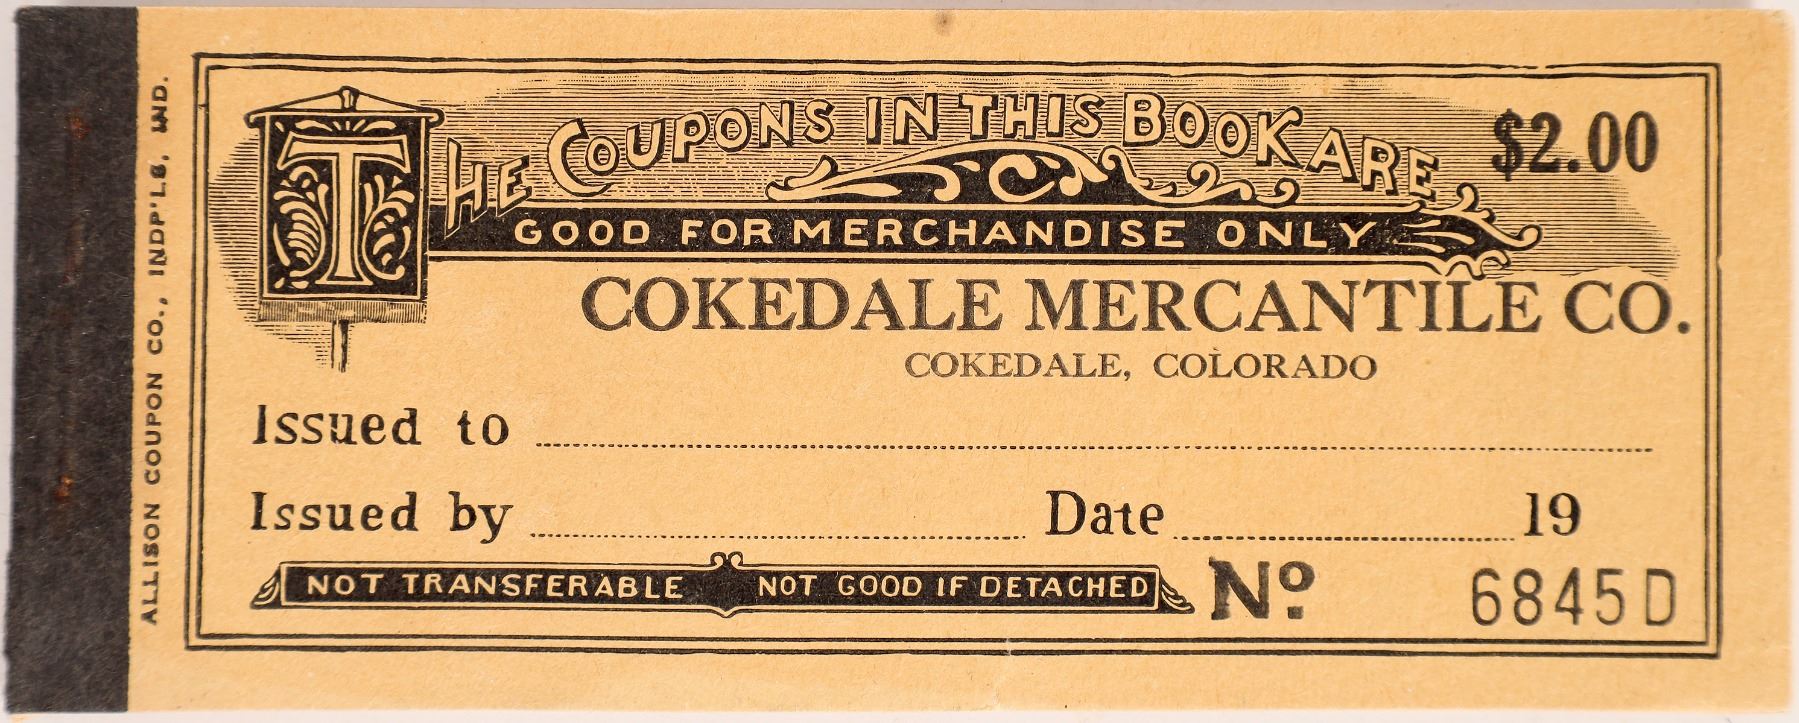 THE COUPONS IN THIS BOOK ARE
$2.00
GOOD FOR MERCHANDISE ONLY
COKEDALE MERCANTILE CO.
COKEDALE, COLORADO
Issued to
Issued by Date 19
NOT TRANSFERABLE NOT GOOD IF DETACHED
Nº 6845D
ALLISON COUPON CO., INDP'LS, IND.